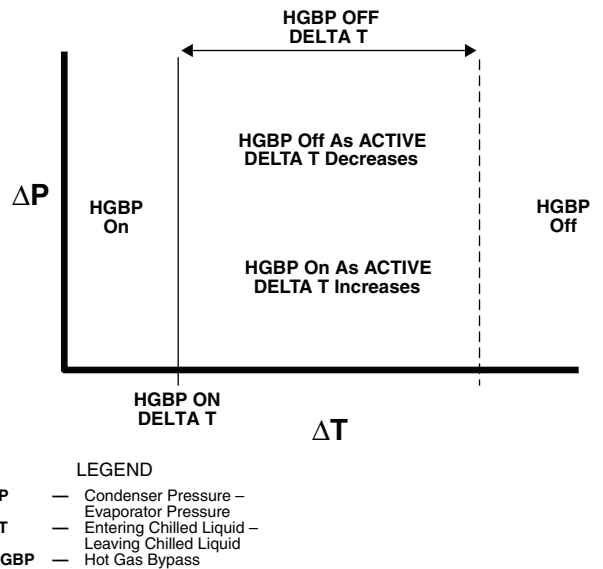 HGBP OFF
DELTA T
HGBP Off As ACTIVE
DELTA T Decreases
ΔP
HGBP
On
HGBP
Off
HGBP On As ACTIVE
DELTA T Increases
HGBP ON
DELTA T
ΔT
LEGEND
P — Condenser Pressure –
Evaporator Pressure
T — Entering Chilled Liquid –
Leaving Chilled Liquid
GBP — Hot Gas Bypass